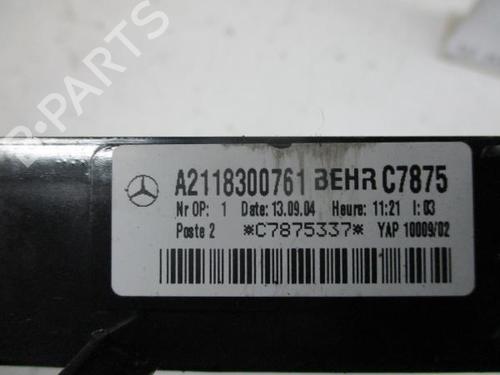 B-PARTS
A2118300761 BEHR C7875
Nr OP: 1 Date: 13.09.04 Heure: 11:21 I: 03
Poste 2 *C7875337* YAP 10009/02